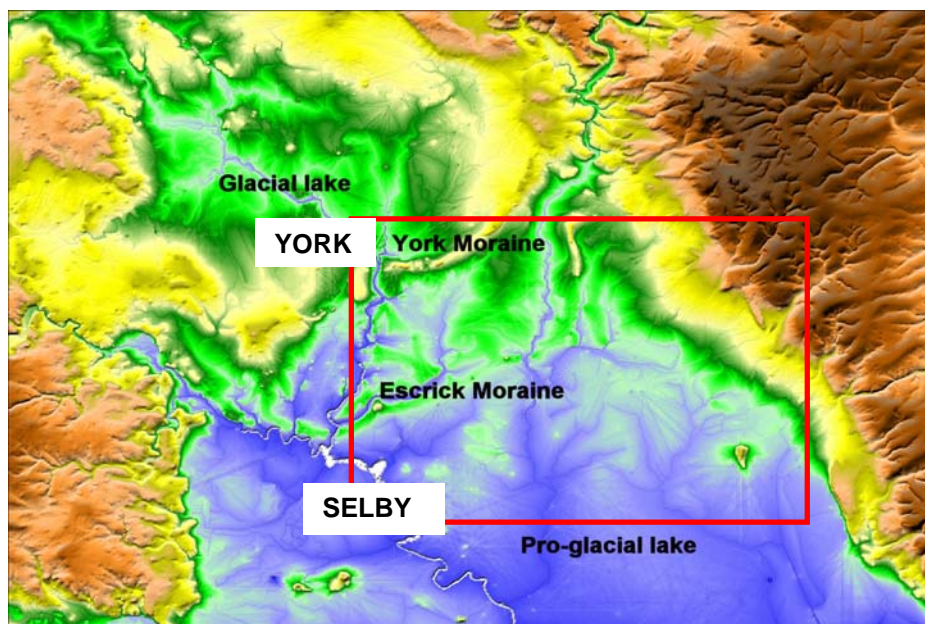 Glacial lake
YORK
York Moraine
Escrick Moraine
SELBY
Pro-glacial lake